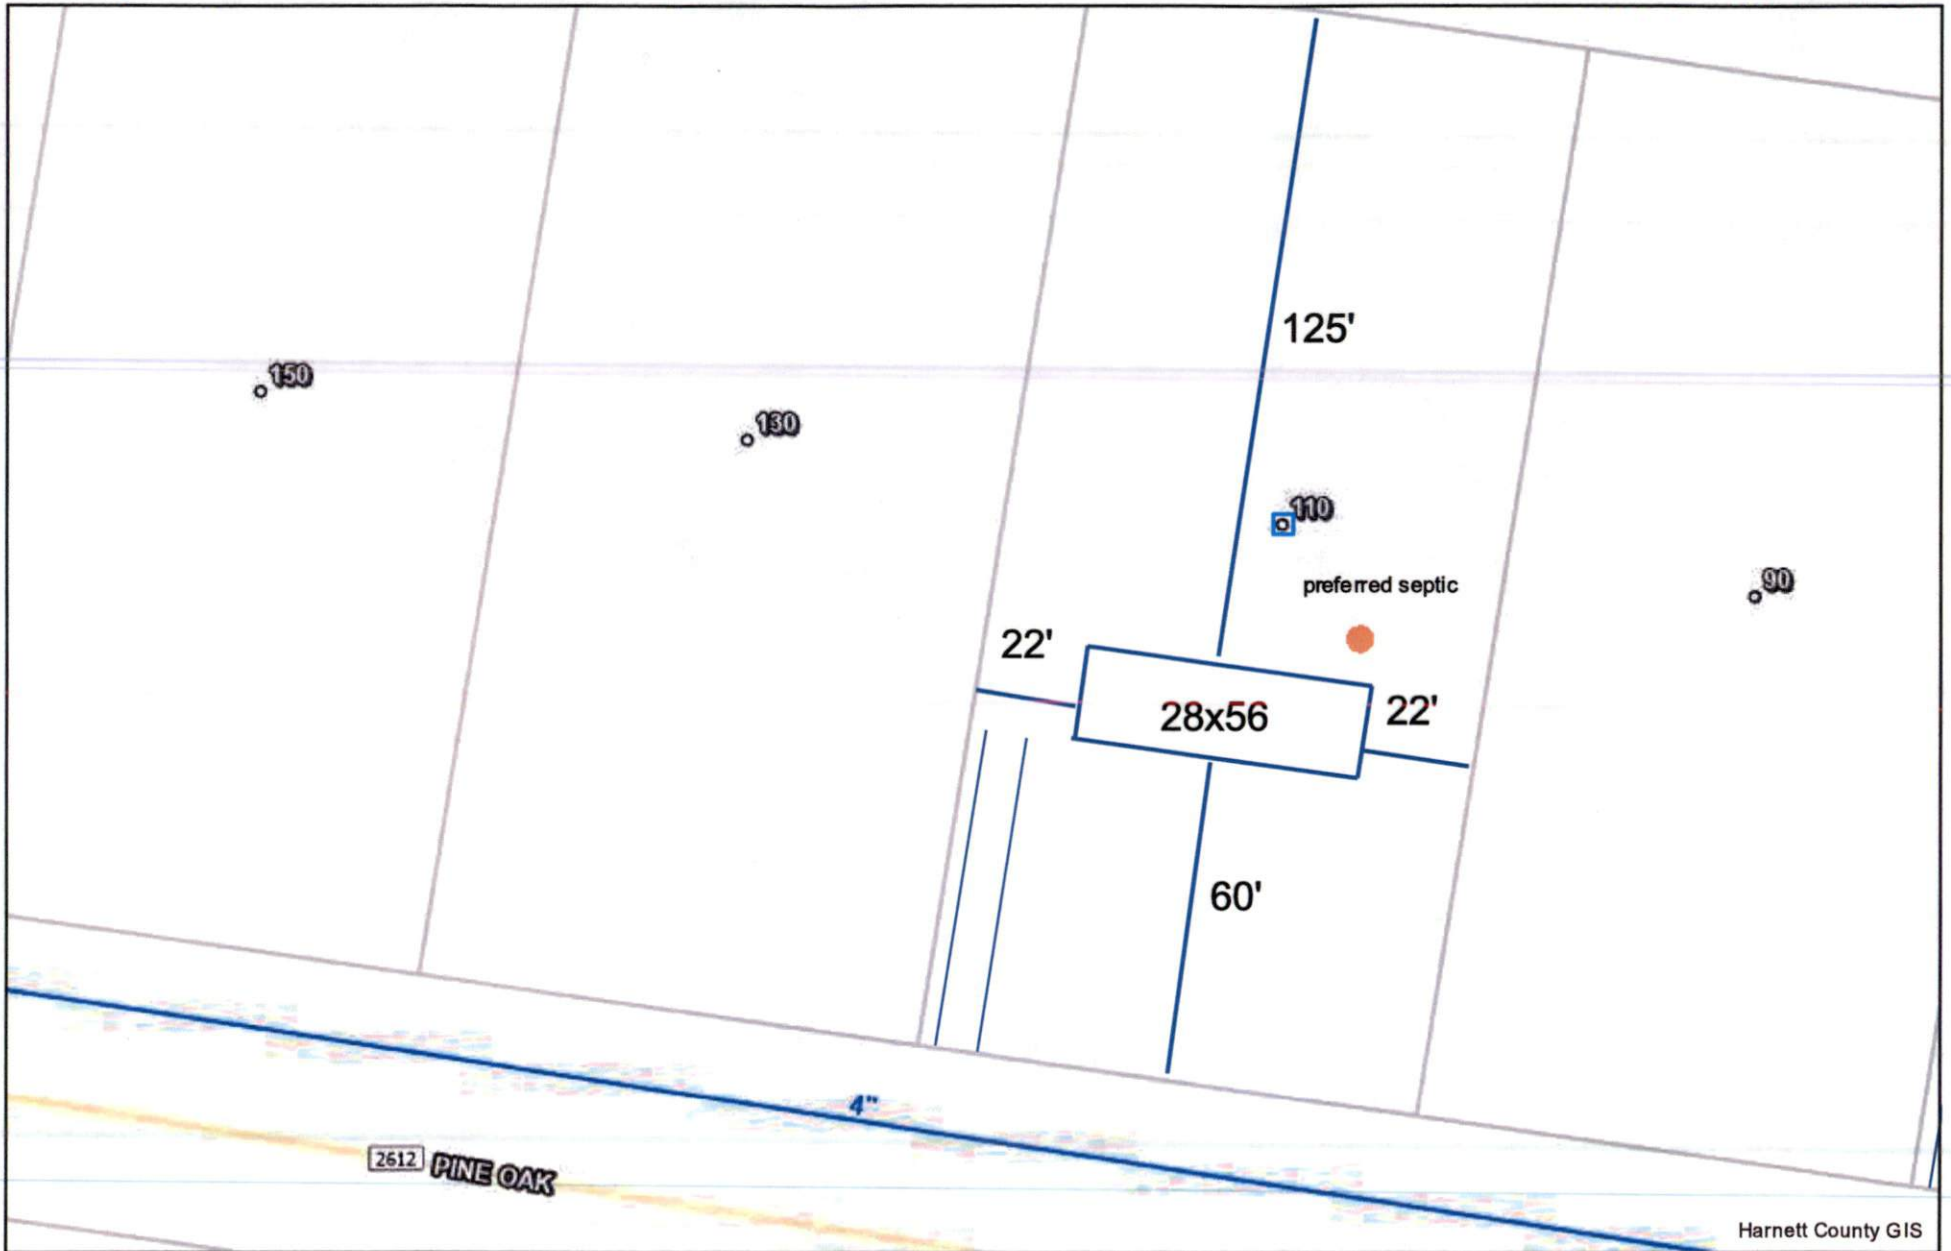 125'
150
130
110
preferred septic
90
22'
28x56
22'
60'
4"
2612 PINE OAK
Harnett County GIS